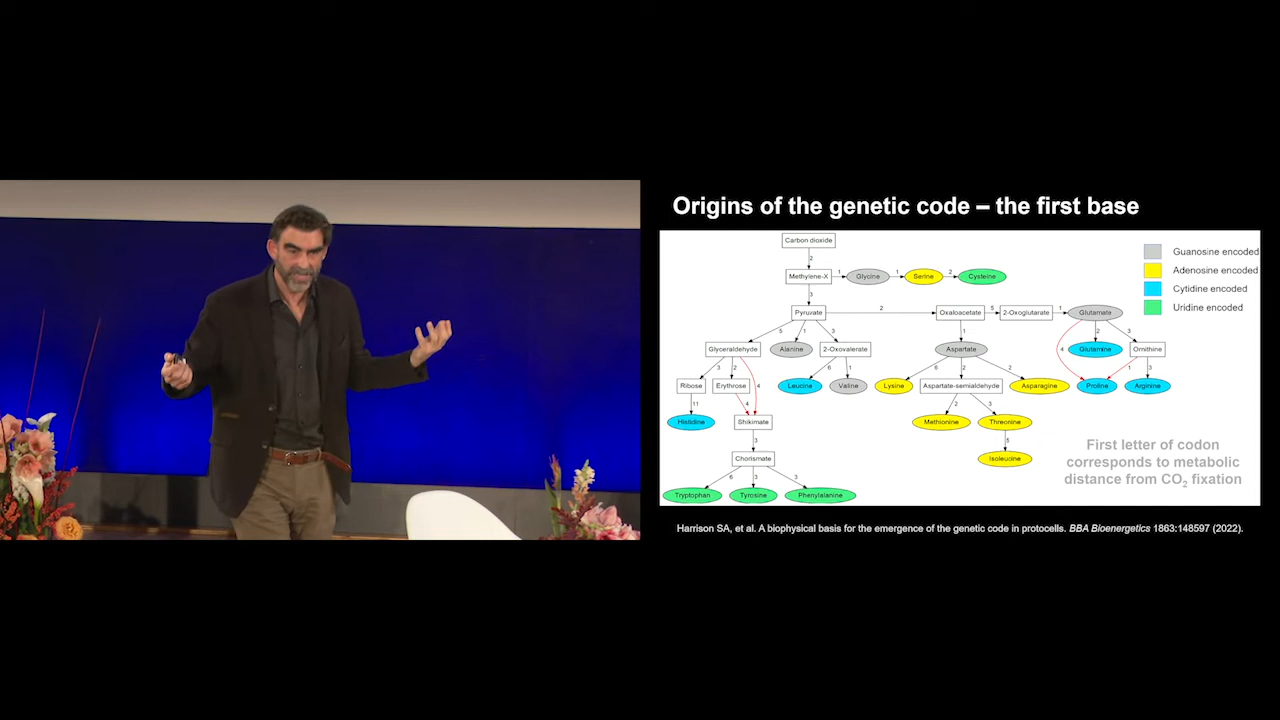 Origins of the genetic code – the first base
Carbon dioxide
2
Methylene-X
1
Glycine
1
Serine
2
Cysteine
3
Pyruvate
2
Oxaloacetate
5
2-Oxoglutarate
1
Glutamate
5
1
3
1
4
2
3
Glyceraldehyde
Alanine
2-Oxovalerate
Aspartate
Glutamine
Ornithine
3
2
4
6
1
6
2
2
1
3
Ribose
Erythrose
Leucine
Valine
Lysine
Aspartate-semialdehyde
Asparagine
Proline
Arginine
11
4
2
3
Histidine
Shikimate
Methionine
Threonine
3
5
Chorismate
Isoleucine
6
3
3
Tryptophan
Tyrosine
Phenylalanine
Guanosine encoded
Adenosine encoded
Cytidine encoded
Uridine encoded
First letter of codon
corresponds to metabolic
distance from CO2 fixation
Harrison SA, et al. A biophysical basis for the emergence of the genetic code in protocells. BBA Bioenergetics 1863:148597 (2022).